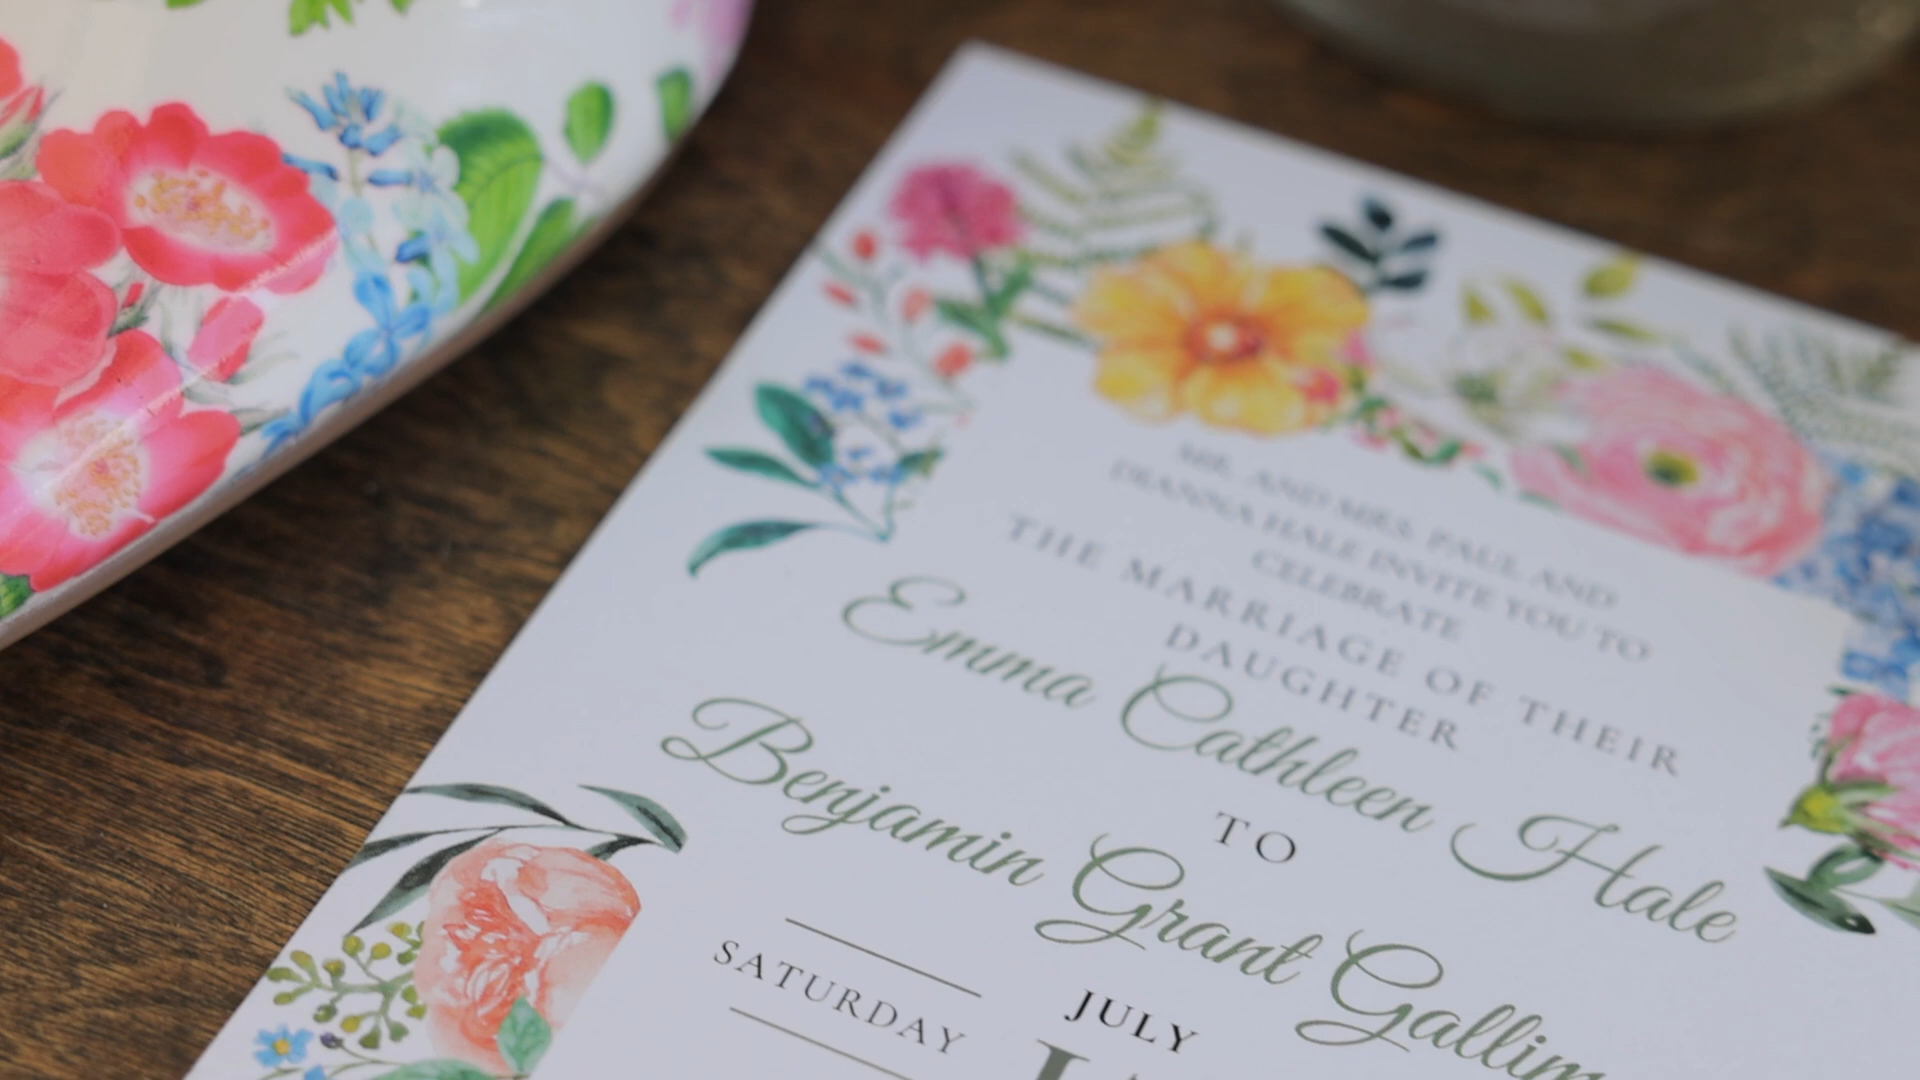 MR. AND MRS. PAUL AND
DIANNA HALE INVITE YOU TO
CELEBRATE
THE MARRIAGE OF THEIR
DAUGHTER
Emma Cathleen Hale
TO
Benjamin Grant
SATURDAY
JULY